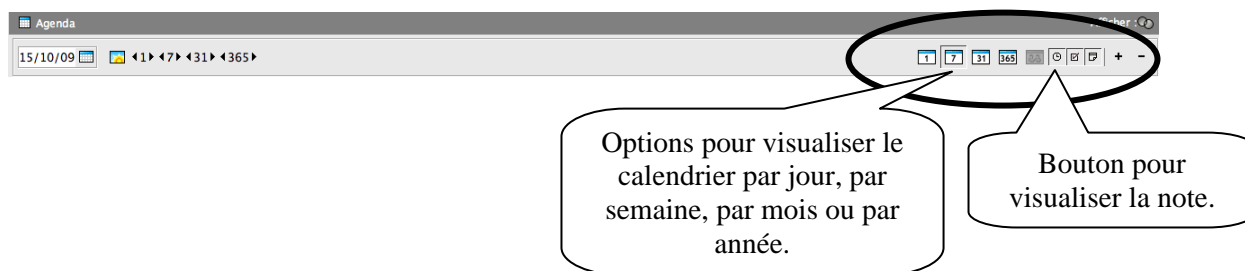 Agenda
Afficher :
15/10/09 1 7 31 365 1 7 31 365 + -
Options pour visualiser le
calendrier par jour, par
semaine, par mois ou par
année.
Bouton pour
visualiser la note.